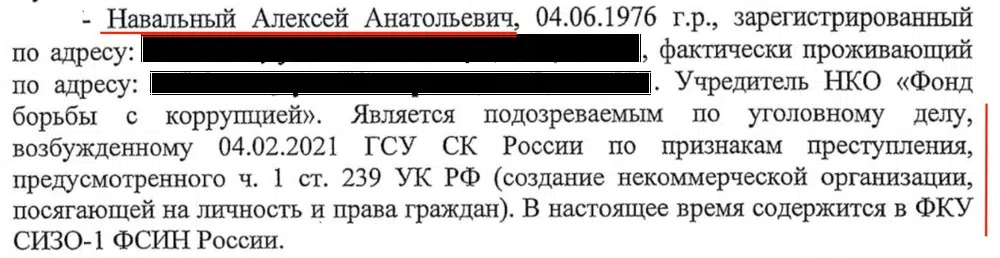 - Навальный Алексей Анатольевич, 04.06.1976 г.р., зарегистрированный
по адресу: , фактически проживающий
по адресу: . Учредитель НКО «Фонд
борьбы с коррупцией». Является подозреваемым по уголовному делу,
возбужденному 04.02.2021 ГСУ СК России по признакам преступления,
предусмотренного ч. 1 ст. 239 УК РФ (создание некоммерческой организации,
посягающей на личность и права граждан). В настоящее время содержится в ФКУ
СИЗО-1 ФСИН России.